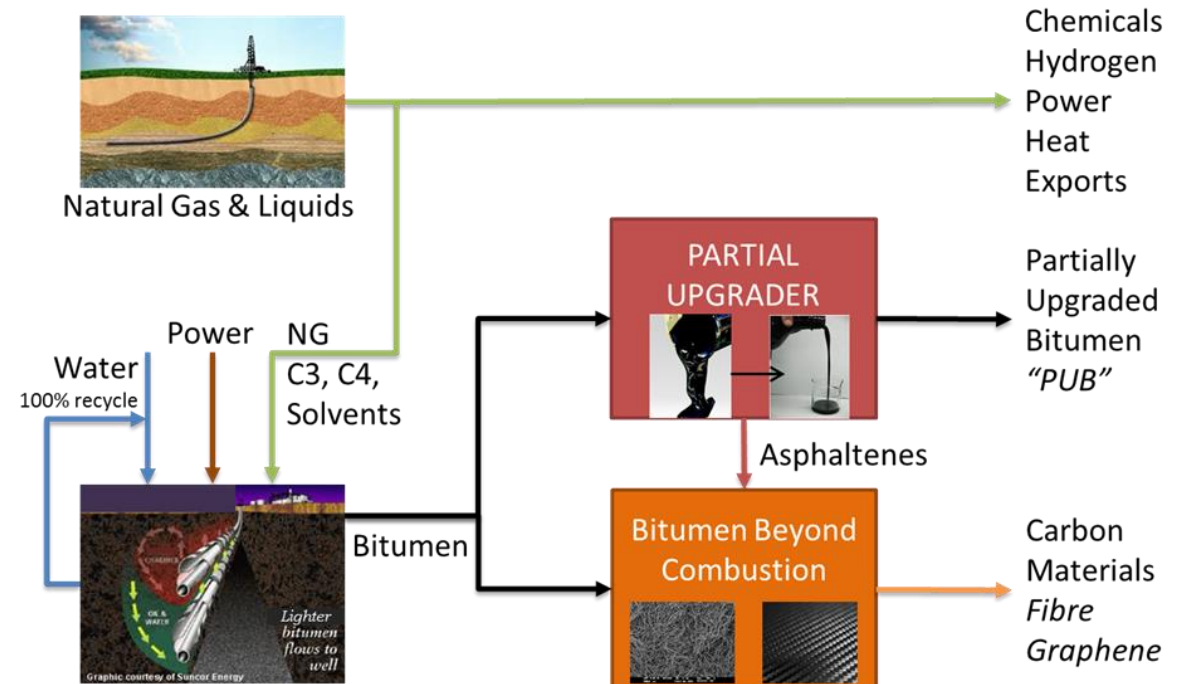 Chemicals
Hydrogen
Power
Heat
Exports
Natural Gas & Liquids
PARTIAL
UPGRADER
Partially
Upgraded
Bitumen
“PUB”
Power
NG
C3, C4,
Solvents
Water
100% recycle
Asphaltenes
Bitumen
Bitumen Beyond
Combustion
Carbon
Materials
Fibre
Graphene
OIL &
WATER
Lighter
bitumen
flows to
well
Graphic courtesy of Suncor Energy